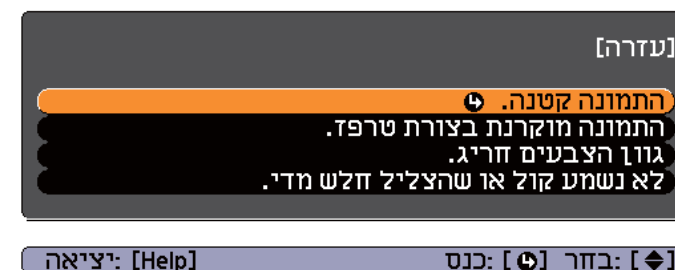 [עזרה]
התמונה קטנה.
התמונה מוקרנת בצורת טרפז.
גוון הצבעים חריג.
לא נשמע קול או שהצליל חלש מדי.
[◆] :בחר [↵] :כנס [Help] :יציאה